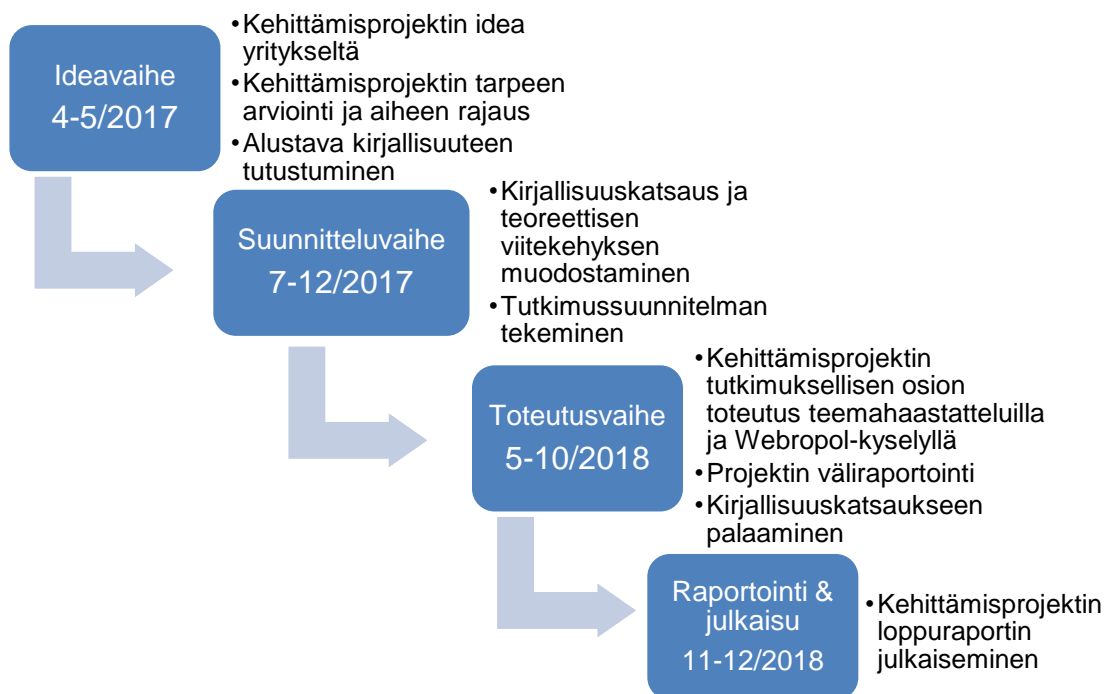 Ideavaihe
4-5/2017
•Kehittämisprojektin idea
yritykseltä
•Kehittämisprojektin tarpeen
arviointi ja aiheen rajaus
•Alustava kirjallisuuteen
tutustuminen
Suunnitteluvaihe
7-12/2017
•Kirjallisuuskatsaus ja
teoreettisen
viitekehyksen
muodostaminen
•Tutkimussuunnitelman
tekeminen
Toteutusvaihe
5-10/2018
•Kehittämisprojektin
tutkimuksellisen osion
toteutus teemahaastatteluilla
ja Webropol-kyselyllä
•Projektin väliraportointi
•Kirjallisuuskatsaukseen
palaaminen
Raportointi &
julkaisu
11-12/2018
•Kehittämisprojektin
loppuraportin
julkaiseminen